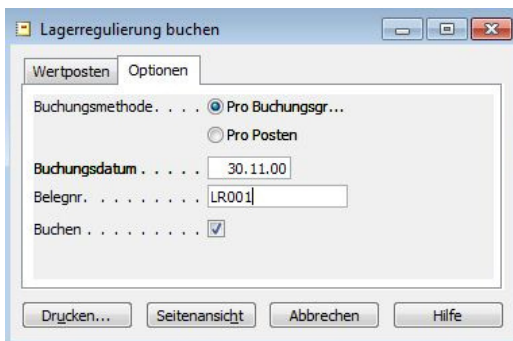 Lagerregulierung buchen
Wertposten Optionen
Buchungsmethode. . . . Pro Buchungsgr...
Pro Posten
Buchungsdatum . . . . . 30.11.00
Belegnr. . . . . . . . . . LR001
Buchen . . . . . . . . .
Drucken... Seitenansicht Abbrechen Hilfe